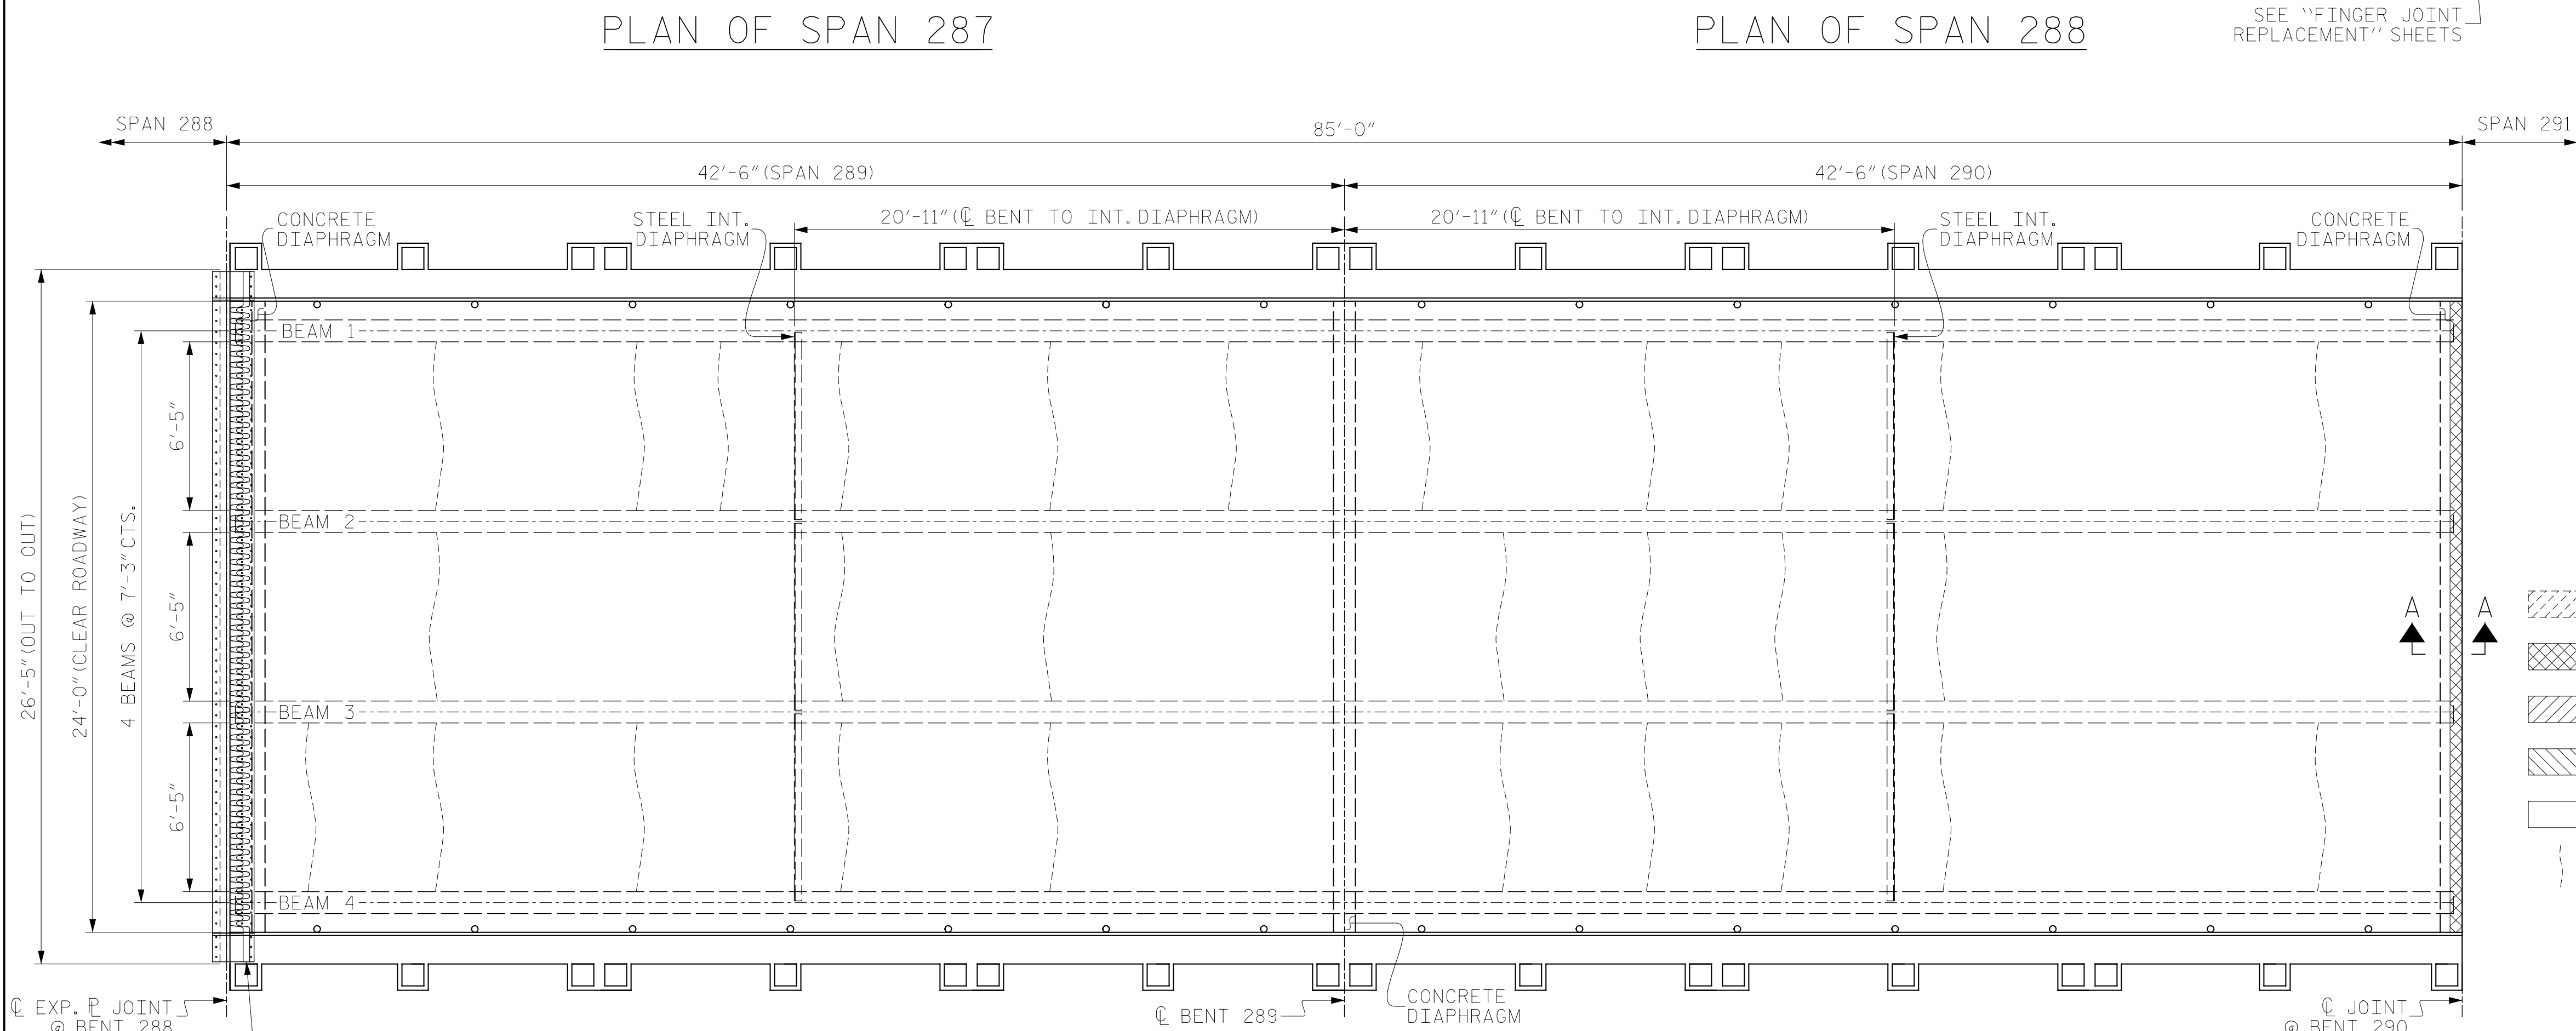 PLAN OF SPAN 287
PLAN OF SPAN 288
SEE "FINGER JOINT
REPLACEMENT" SHEETS
SPAN 288
85'-0"
SPAN 291
42'-6" (SPAN 289)
42'-6" (SPAN 290)
CONCRETE
DIAPHRAGM
STEEL INT.
DIAPHRAGM
20'-11" (℄ BENT TO INT. DIAPHRAGM)
20'-11" (℄ BENT TO INT. DIAPHRAGM)
STEEL INT.
DIAPHRAGM
CONCRETE
DIAPHRAGM
BEAM 1
BEAM 2
BEAM 3
BEAM 4
26'-5" (OUT TO OUT)
24'-0" (CLEAR ROADWAY)
4 BEAMS @ 7'-3" CTS.
6'-5"
6'-5"
6'-5"
A
A
℄ EXP. ⅊ JOINT
@ BENT 288
℄ BENT 289
CONCRETE
DIAPHRAGM
℄ JOINT
@ BENT 290